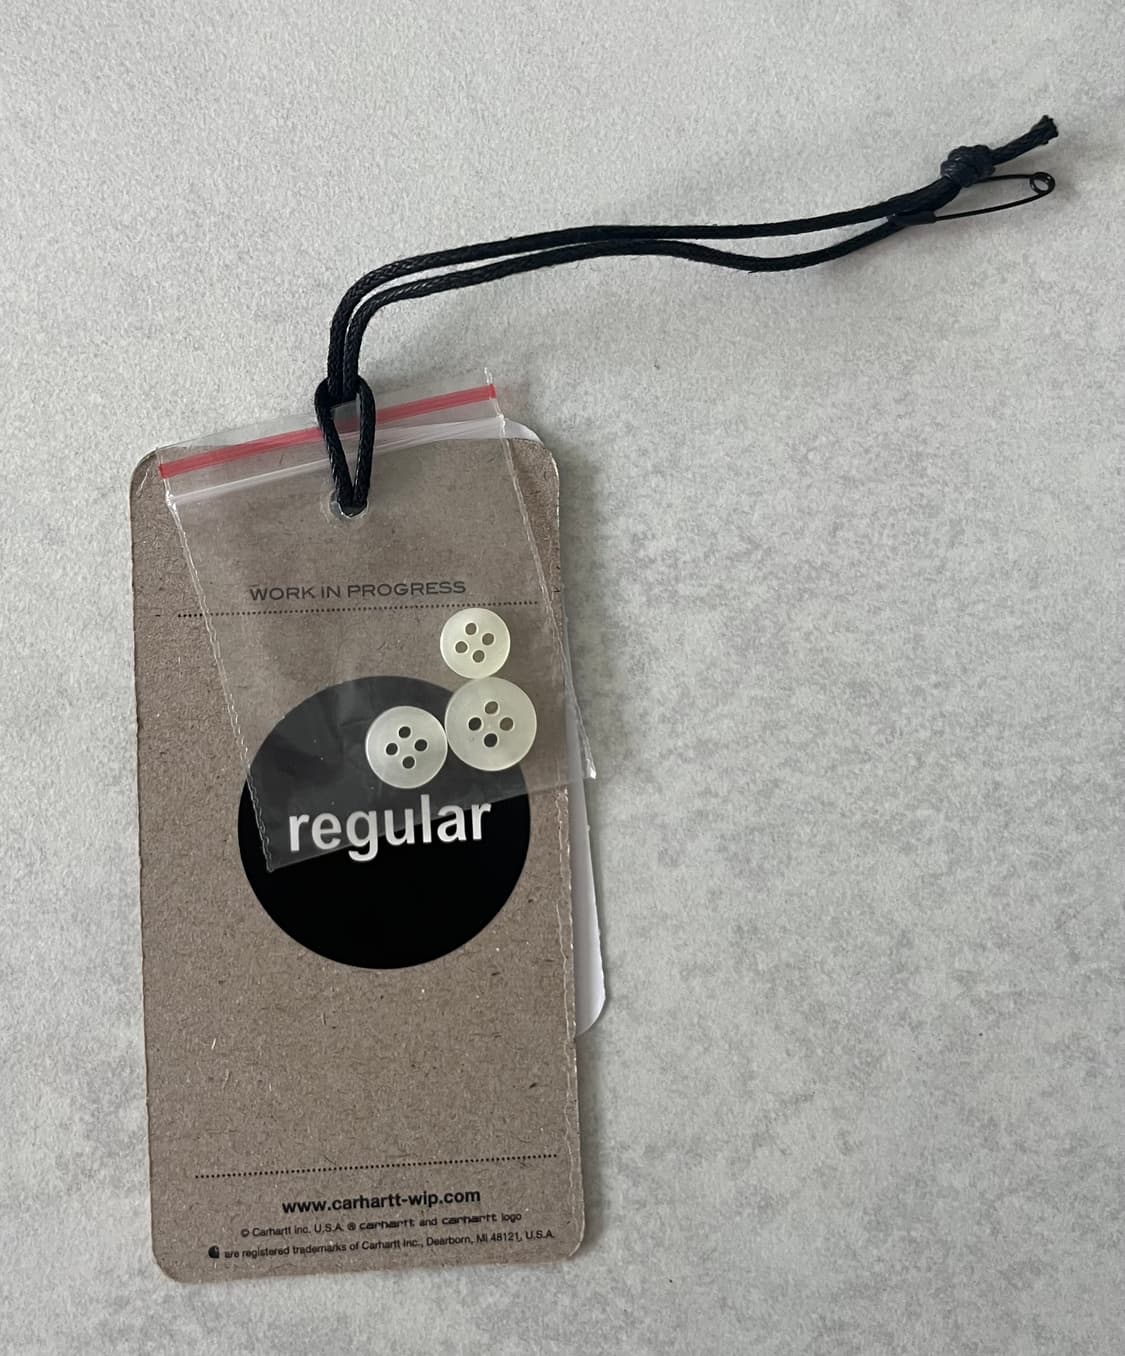 WORK IN PROGRESS
regular
www.carhartt-wip.com
© Carhartt Inc. U.S.A. ® carhartt and carhartt logo
are registered trademarks of Carhartt Inc., Dearborn, MI 48121, U.S.A.